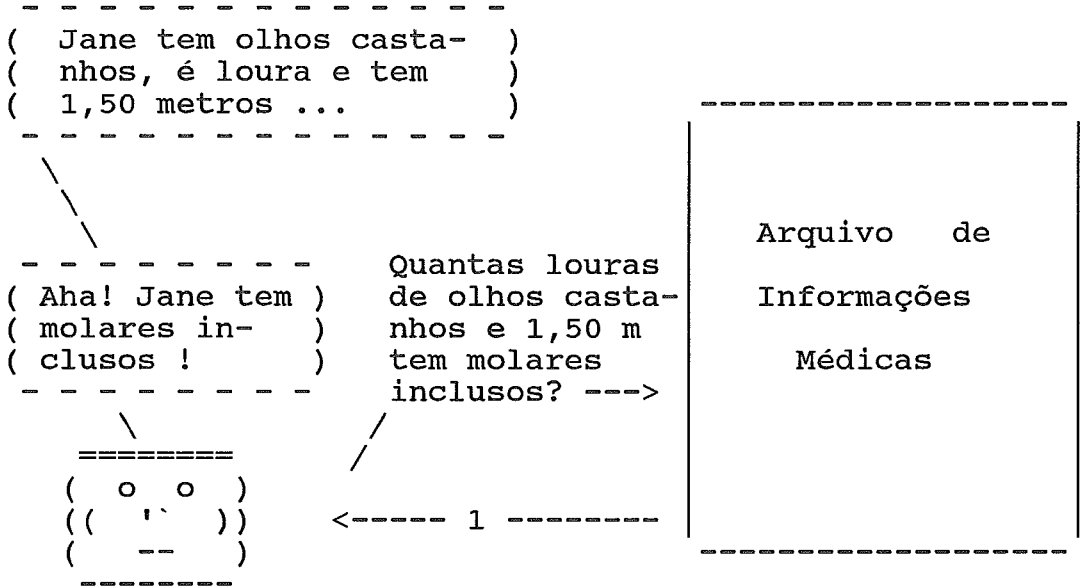 Jane tem olhos casta-
nhos, é loura e tem
1,50 metros ...
Aha! Jane tem
molares in-
clusos !
Quantas louras
de olhos casta-
nhos e 1,50 m
tem molares
inclusos? --->
<----- 1 --------
Arquivo de
Informações
Médicas